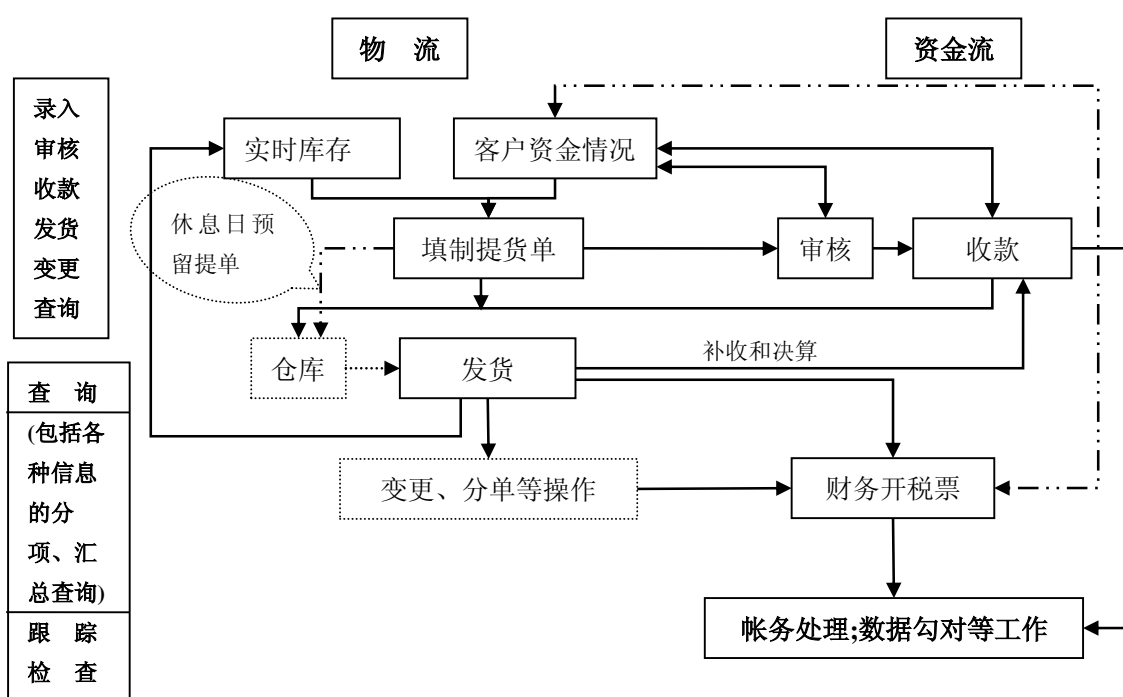 物 流
资金流
录入
审核
收款
发货
变更
查询
实时库存
客户资金情况
休息日预
留提单
填制提货单
审核
收款
仓库
发货
补收和决算
查 询
(包括各
种信息
的分
项、汇
总查询)
跟 踪
检 查
变更、分单等操作
财务开税票
帐务处理;数据勾对等工作